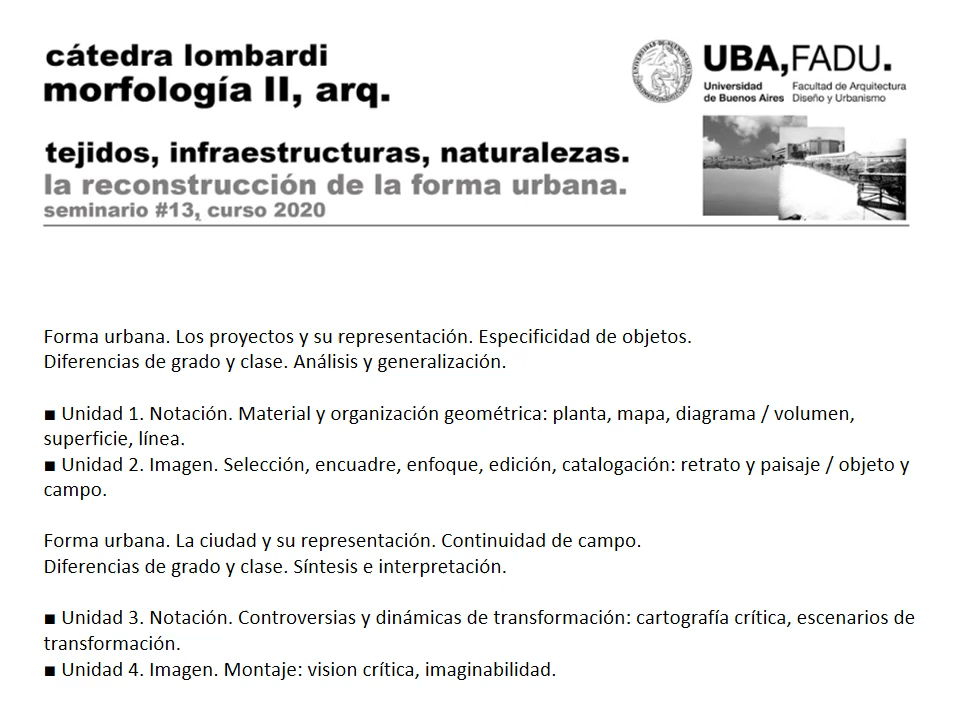 cátedra lombardi
morfología II, arq.
UBA,FADU.
Universidad
de Buenos Aires
Facultad de Arquitectura
Diseño y Urbanismo
tejidos, infraestructuras, naturalezas.
la reconstrucción de la forma urbana.
seminario #13, curso 2020
Forma urbana. Los proyectos y su representación. Especificidad de objetos.
Diferencias de grado y clase. Análisis y generalización.
■ Unidad 1. Notación. Material y organización geométrica: planta, mapa, diagrama / volumen,
superficie, línea.
■ Unidad 2. Imagen. Selección, encuadre, enfoque, edición, catalogación: retrato y paisaje / objeto y
campo.
Forma urbana. La ciudad y su representación. Continuidad de campo.
Diferencias de grado y clase. Síntesis e interpretación.
■ Unidad 3. Notación. Controversias y dinámicas de transformación: cartografía crítica, escenarios de
transformación.
■ Unidad 4. Imagen. Montaje: vision crítica, imaginabilidad.